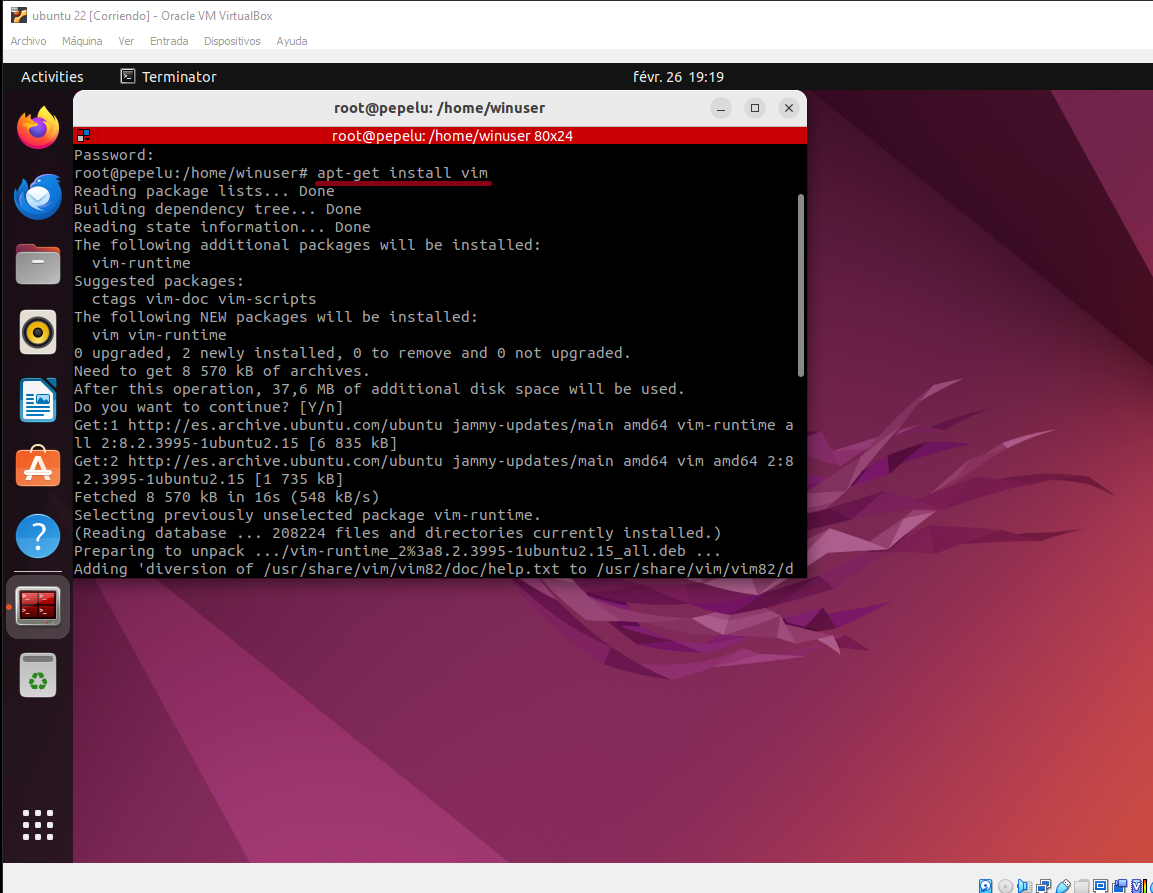 ubuntu 22 [Corriendo] - Oracle VM VirtualBox
Archivo Máquina Ver Entrada Dispositivos Ayuda
Activities Terminator févr. 26 19:19
root@pepelu: /home/winuser
root@pepelu: /home/winuser 80x24
Password:
root@pepelu:/home/winuser# apt-get install vim
Reading package lists... Done
Building dependency tree... Done
Reading state information... Done
The following additional packages will be installed:
  vim-runtime
Suggested packages:
  ctags vim-doc vim-scripts
The following NEW packages will be installed:
  vim vim-runtime
0 upgraded, 2 newly installed, 0 to remove and 0 not upgraded.
Need to get 8 570 kB of archives.
After this operation, 37,6 MB of additional disk space will be used.
Do you want to continue? [Y/n]
Get:1 http://es.archive.ubuntu.com/ubuntu jammy-updates/main amd64 vim-runtime a
ll 2:8.2.3995-1ubuntu2.15 [6 835 kB]
Get:2 http://es.archive.ubuntu.com/ubuntu jammy-updates/main amd64 vim amd64 2:8
.2.3995-1ubuntu2.15 [1 735 kB]
Fetched 8 570 kB in 16s (548 kB/s)
Selecting previously unselected package vim-runtime.
(Reading database ... 208224 files and directories currently installed.)
Preparing to unpack .../vim-runtime_2%3a8.2.3995-1ubuntu2.15_all.deb ...
Adding 'diversion of /usr/share/vim/vim82/doc/help.txt to /usr/share/vim/vim82/d